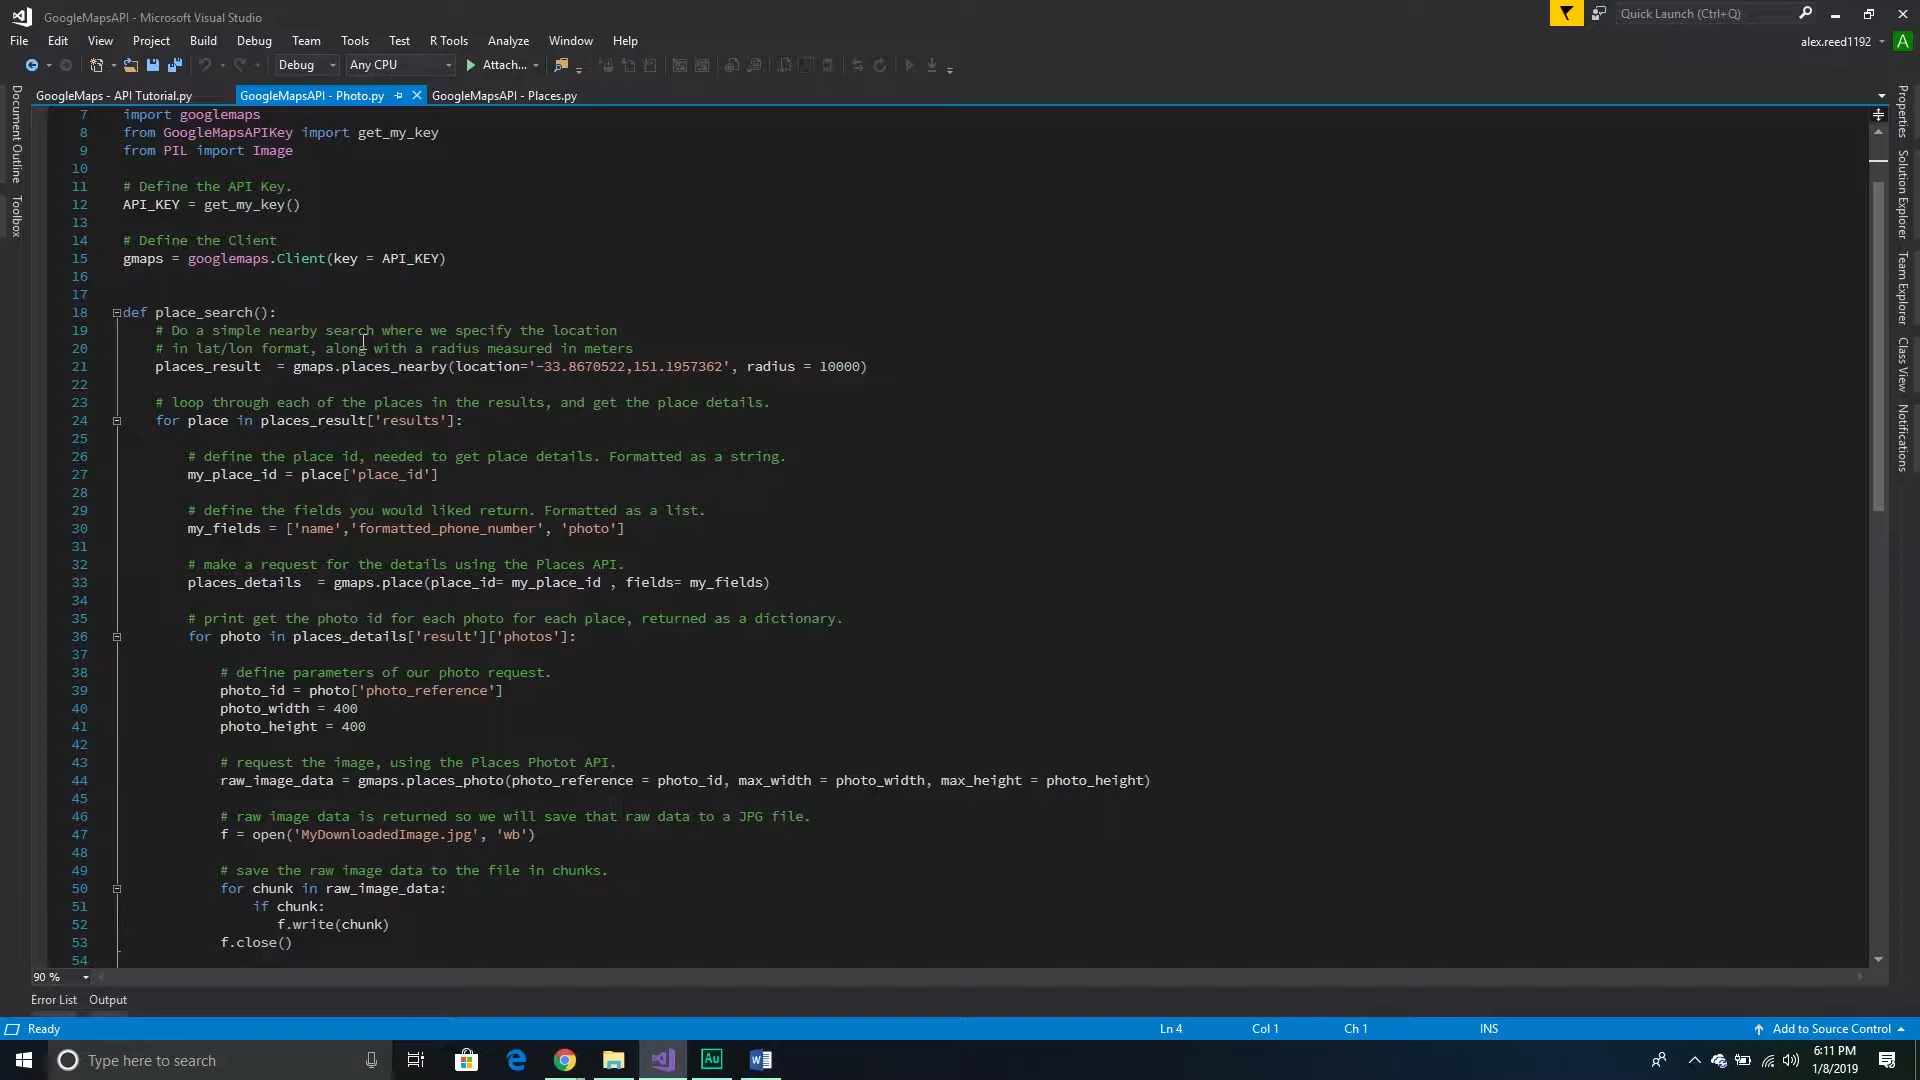 GoogleMapsAPI - Microsoft Visual Studio
Quick Launch (Ctrl+Q)
File Edit View Project Build Debug Team Tools Test R Tools Analyze Window Help
alex.reed1192 A
Debug Any CPU Attach...
GoogleMaps - API Tutorial.py GoogleMapsAPI - Photo.py GoogleMapsAPI - Places.py
Document Outline
Toolbox
Properties
Solution Explorer
Team Explorer
Class View
Notifications
7 import googlemaps
8 from GoogleMapsAPIKey import get_my_key
9 from PIL import Image
10
11 # Define the API Key.
12 API_KEY = get_my_key()
13
14 # Define the Client
15 gmaps = googlemaps.Client(key = API_KEY)
16
17
18 def place_search():
19 # Do a simple nearby search where we specify the location
20 # in lat/lon format, along with a radius measured in meters
21 places_result  = gmaps.places_nearby(location='-33.8670522,151.1957362', radius = 10000)
22
23 # loop through each of the places in the results, and get the place details.
24 for place in places_result['results']:
25
26 # define the place id, needed to get place details. Formatted as a string.
27 my_place_id = place['place_id']
28
29 # define the fields you would liked return. Formatted as a list.
30 my_fields = ['name','formatted_phone_number', 'photo']
31
32 # make a request for the details using the Places API.
33 places_details  = gmaps.place(place_id= my_place_id , fields= my_fields)
34
35 # print get the photo id for each photo for each place, returned as a dictionary.
36 for photo in places_details['result']['photos']:
37
38 # define parameters of our photo request.
39 photo_id = photo['photo_reference']
40 photo_width = 400
41 photo_height = 400
42
43 # request the image, using the Places Photot API.
44 raw_image_data = gmaps.places_photo(photo_reference = photo_id, max_width = photo_width, max_height = photo_height)
45
46 # raw image data is returned so we will save that raw data to a JPG file.
47 f = open('MyDownloadedImage.jpg', 'wb')
48
49 # save the raw image data to the file in chunks.
50 for chunk in raw_image_data:
51 if chunk:
52 f.write(chunk)
53 f.close()
54
90 %
Error List Output
Ready Ln 4 Col 1 Ch 1 INS Add to Source Control
Type here to search
Au
6:11 PM
1/8/2019